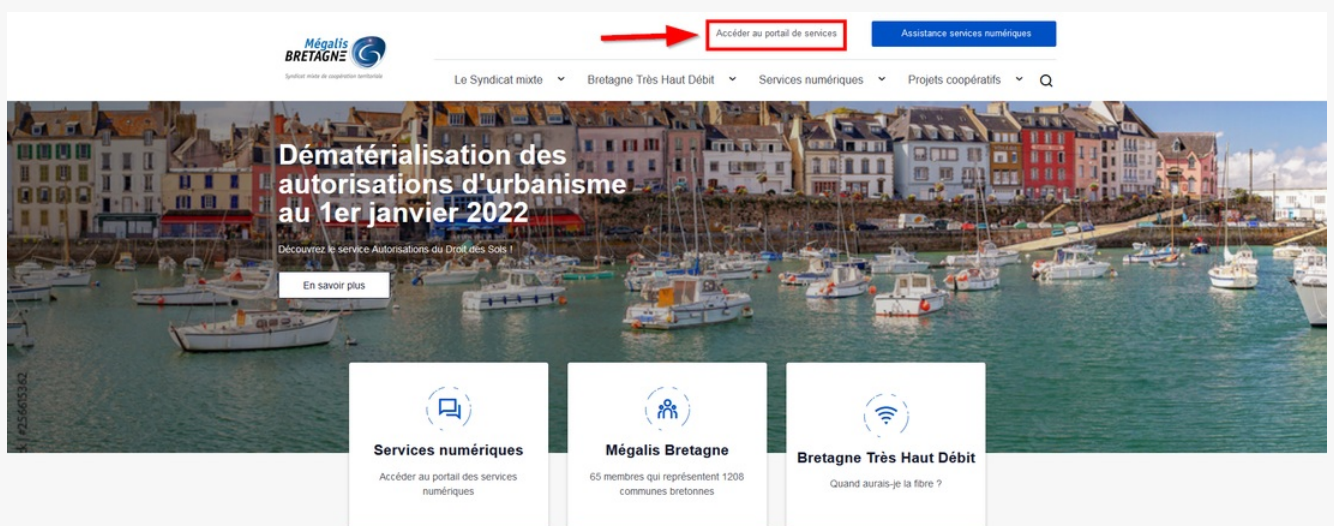 Accéder au portail de services
Assistance services numériques
Mégalis
BRETAGNE
Syndicat mixte de coopération territoriale
Le Syndicat mixte
Bretagne Très Haut Débit
Services numériques
Projets coopératifs
Dématérialisation des
autorisations d'urbanisme
au 1er janvier 2022
Découvrez le service Autorisations du Droit des Sols !
En savoir plus
#256615362
Services numériques
Accéder au portail des services
numériques
Mégalis Bretagne
65 membres qui représentent 1208
communes bretonnes
Bretagne Très Haut Débit
Quand aurais-je la fibre ?